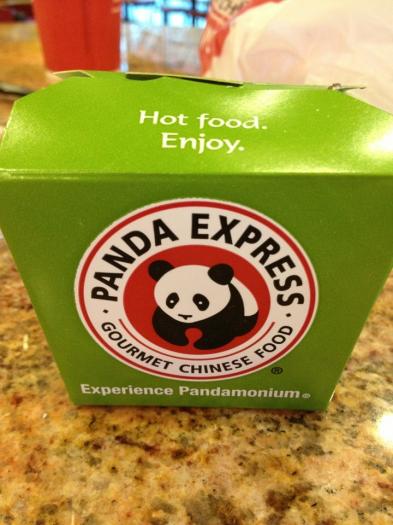 Hot food.
Enjoy.
PANDA EXPRESS
GOURMET CHINESE FOOD
®
Experience Pandamonium®